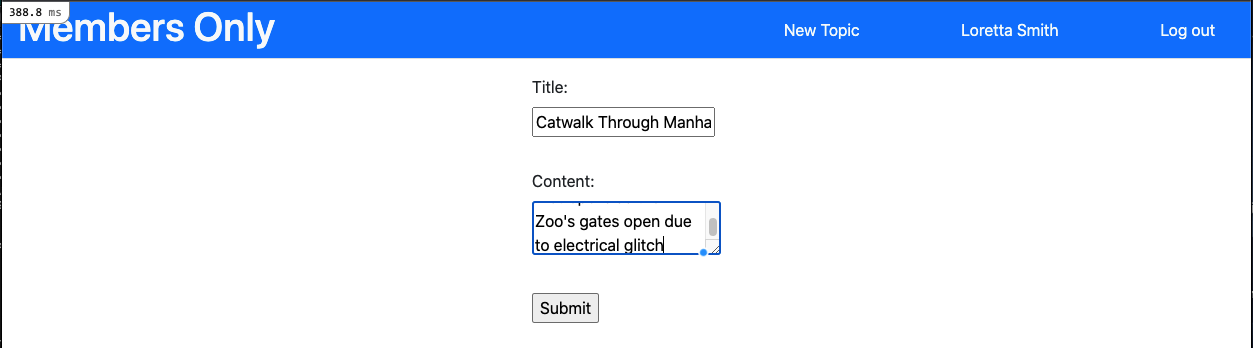 388.8 ms
Members Only
New Topic
Loretta Smith
Log out
Title:
Catwalk Through Manha
Content:
Zoo's gates open due
to electrical glitch
Submit